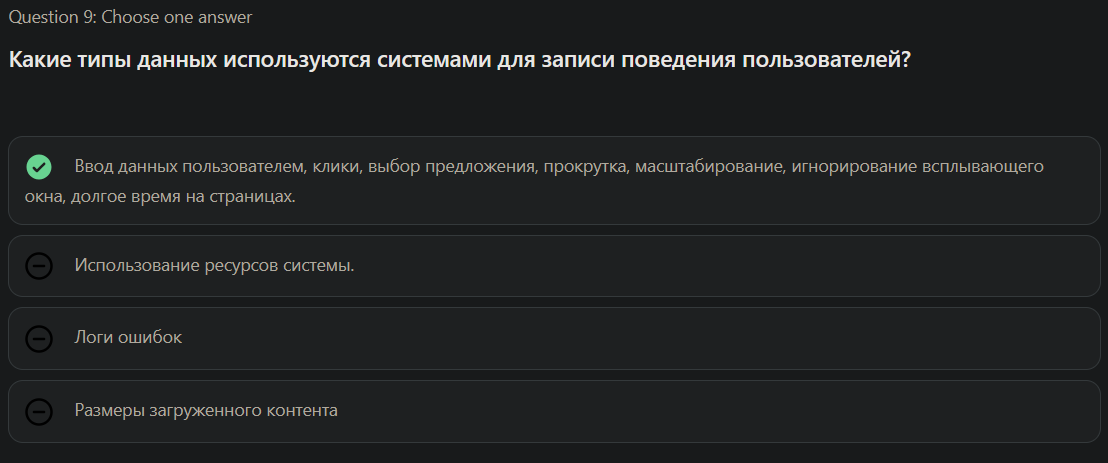 Question 9: Choose one answer
Какие типы данных используются системами для записи поведения пользователей?
Ввод данных пользователем, клики, выбор предложения, прокрутка, масштабирование, игнорирование всплывающего
окна, долгое время на страницах.
Использование ресурсов системы.
Логи ошибок
Размеры загруженного контента